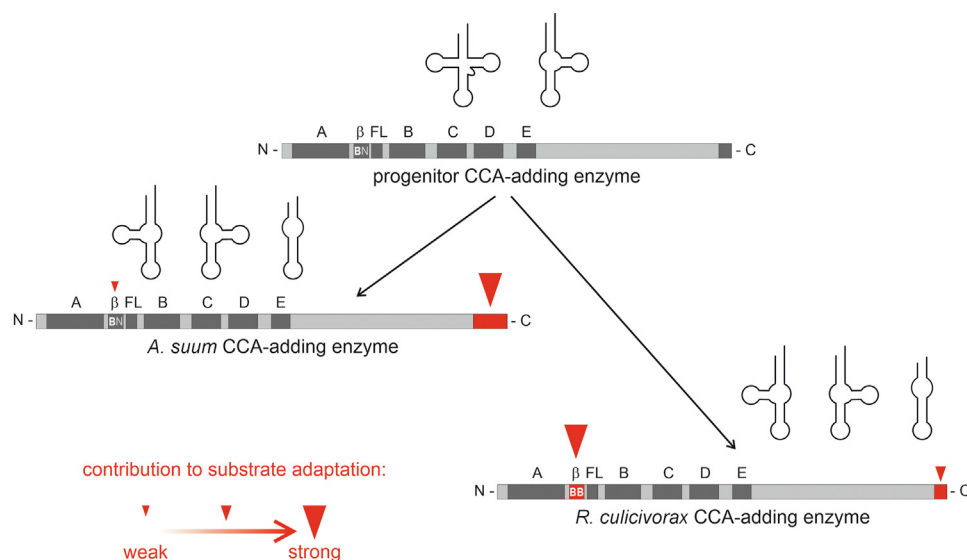 A β FL B C D E
N - BN - C
progenitor CCA-adding enzyme
A β FL B C D E
N - BN - C
A. suum CCA-adding enzyme
contribution to substrate adaptation:
weak strong
A β FL B C D E
N - BB - C
R. culicivorax CCA-adding enzyme